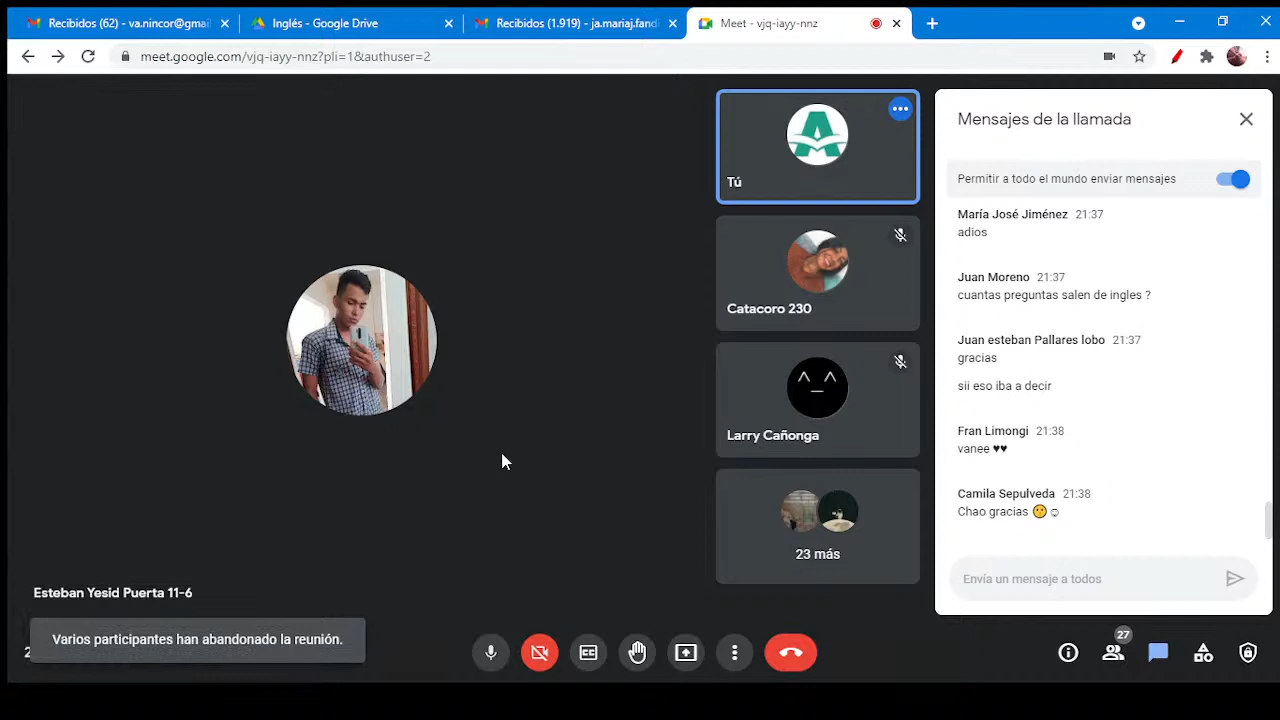 Recibidos (62) - va.nincor@gmai
Inglés - Google Drive
Recibidos (1.919) - ja.mariaj.fandi
Meet - vjq-iayy-nnz
meet.google.com/vjq-iayy-nnz?pli=1&authuser=2
Tú
Catacoro 230
Larry Cañonga
23 más
Esteban Yesid Puerta 11-6
Varios participantes han abandonado la reunión.
2
Mensajes de la llamada
Permitir a todo el mundo enviar mensajes
María José Jiménez 21:37
adios
Juan Moreno 21:37
cuantas preguntas salen de ingles ?
Juan esteban Pallares lobo 21:37
gracias
sii eso iba a decir
Fran Limongi 21:38
vanee ♥♥
Camila Sepulveda 21:38
Chao gracias 🤭☺
Envía un mensaje a todos
27